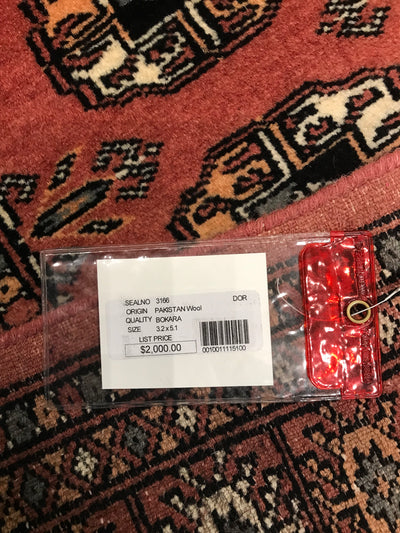 SEALNO 3166 DOR
ORIGIN PAKISTAN Wool
QUALITY BOKARA
SIZE 3.2 x 5.1
LIST PRICE
$2,000.00
0010011115100